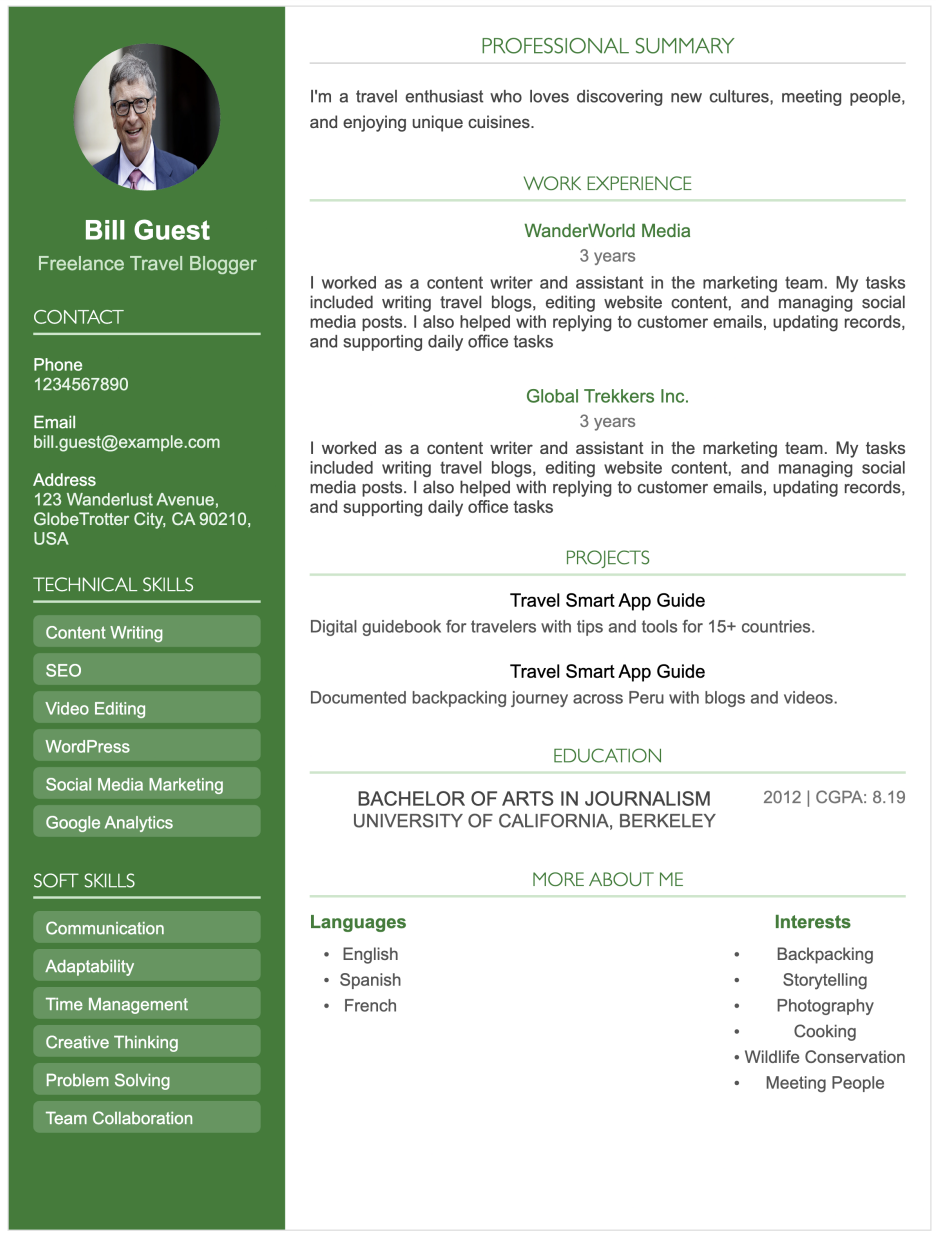 Bill Guest
Freelance Travel Blogger
CONTACT
Phone
1234567890
Email
bill.guest@example.com
Address
123 Wanderlust Avenue,
GlobeTrotter City, CA 90210,
USA
TECHNICAL SKILLS
Content Writing
SEO
Video Editing
WordPress
Social Media Marketing
Google Analytics
SOFT SKILLS
Communication
Adaptability
Time Management
Creative Thinking
Problem Solving
Team Collaboration
PROFESSIONAL SUMMARY
I'm a travel enthusiast who loves discovering new cultures, meeting people,
and enjoying unique cuisines.
WORK EXPERIENCE
WanderWorld Media
3 years
I worked as a content writer and assistant in the marketing team. My tasks
included writing travel blogs, editing website content, and managing social
media posts. I also helped with replying to customer emails, updating records,
and supporting daily office tasks
Global Trekkers Inc.
3 years
I worked as a content writer and assistant in the marketing team. My tasks
included writing travel blogs, editing website content, and managing social
media posts. I also helped with replying to customer emails, updating records,
and supporting daily office tasks
PROJECTS
Travel Smart App Guide
Digital guidebook for travelers with tips and tools for 15+ countries.
Travel Smart App Guide
Documented backpacking journey across Peru with blogs and videos.
EDUCATION
BACHELOR OF ARTS IN JOURNALISM 2012 | CGPA: 8.19
UNIVERSITY OF CALIFORNIA, BERKELEY
MORE ABOUT ME
Languages
• English
• Spanish
• French
Interests
• Backpacking
• Storytelling
• Photography
• Cooking
• Wildlife Conservation
• Meeting People